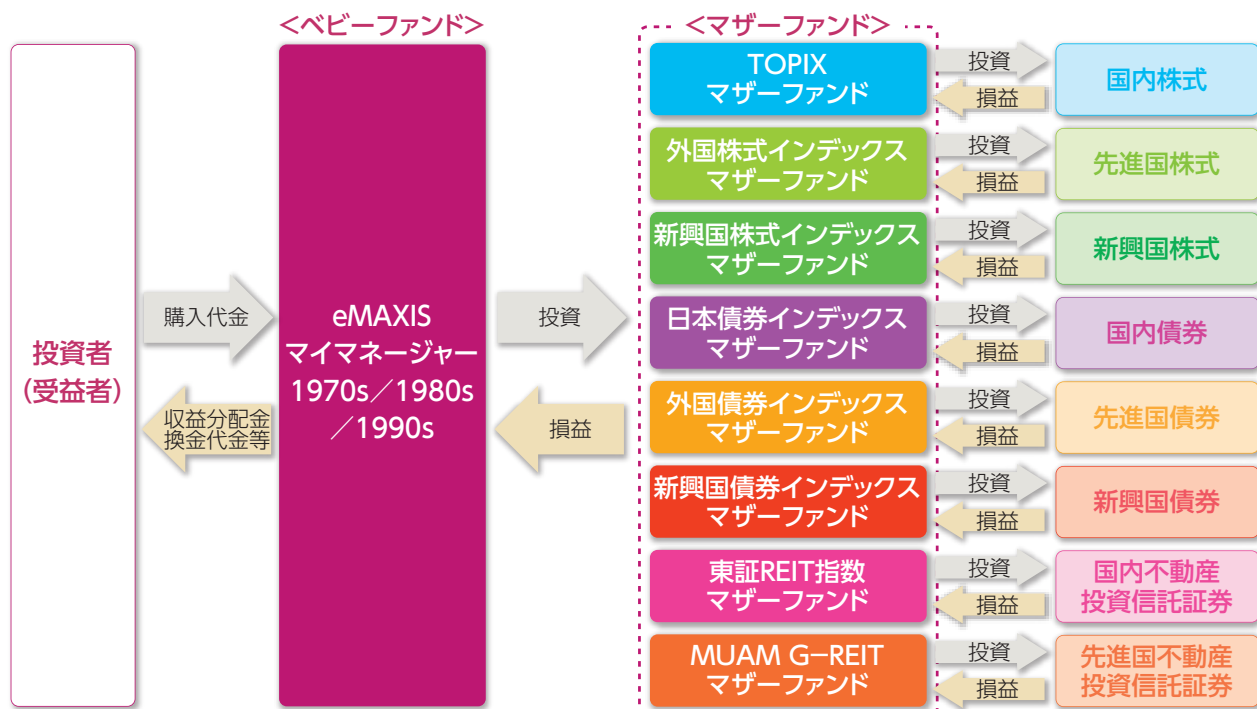 <ベビーファンド>
<マザーファンド>
投資者
(受益者)
購入代金
収益分配金
換金代金等
eMAXIS
マイマネージャー
1970s/1980s
/1990s
投資
損益
TOPIX
マザーファンド
投資
損益
国内株式
外国株式インデックス
マザーファンド
投資
損益
先進国株式
新興国株式インデックス
マザーファンド
投資
損益
新興国株式
日本債券インデックス
マザーファンド
投資
損益
国内債券
外国債券インデックス
マザーファンド
投資
損益
先進国債券
新興国債券インデックス
マザーファンド
投資
損益
新興国債券
東証REIT指数
マザーファンド
投資
損益
国内不動産
投資信託証券
MUAM G-REIT
マザーファンド
投資
損益
先進国不動産
投資信託証券